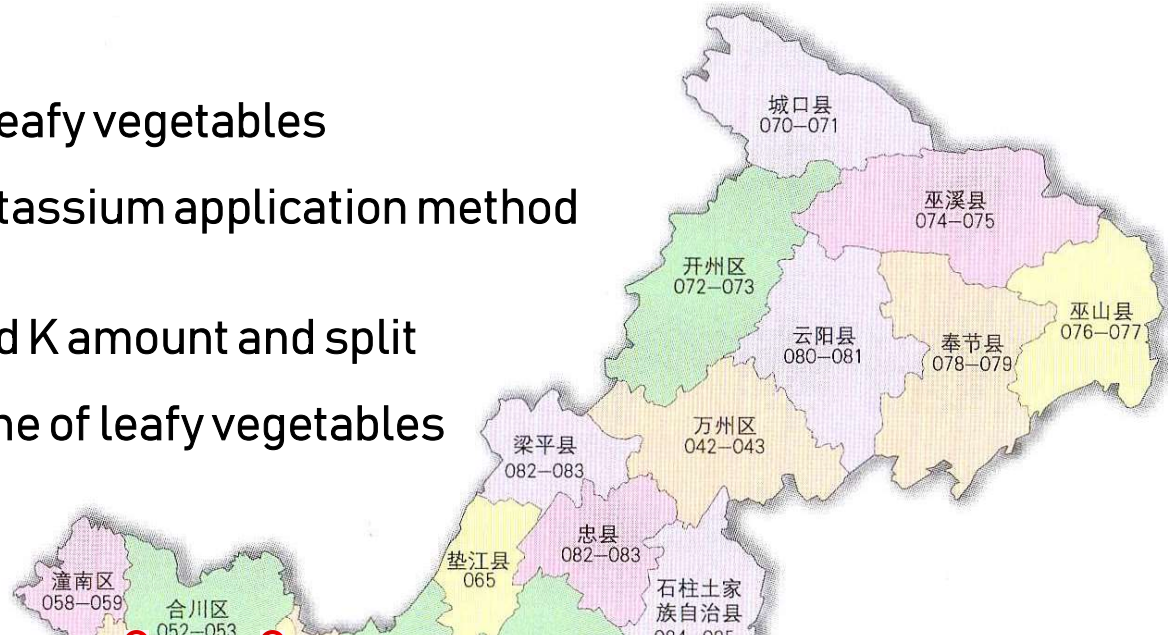 eafy vegetables
tassium application method
d K amount and split
ne of leafy vegetables
城口县
070—071
巫溪县
074—075
开州区
072—073
巫山县
076—077
云阳县
080—081
奉节县
078—079
万州区
042—043
梁平县
082—083
忠县
082—083
垫江县
065
石柱土家
族自治县
潼南区
058—059
合川区
052—053